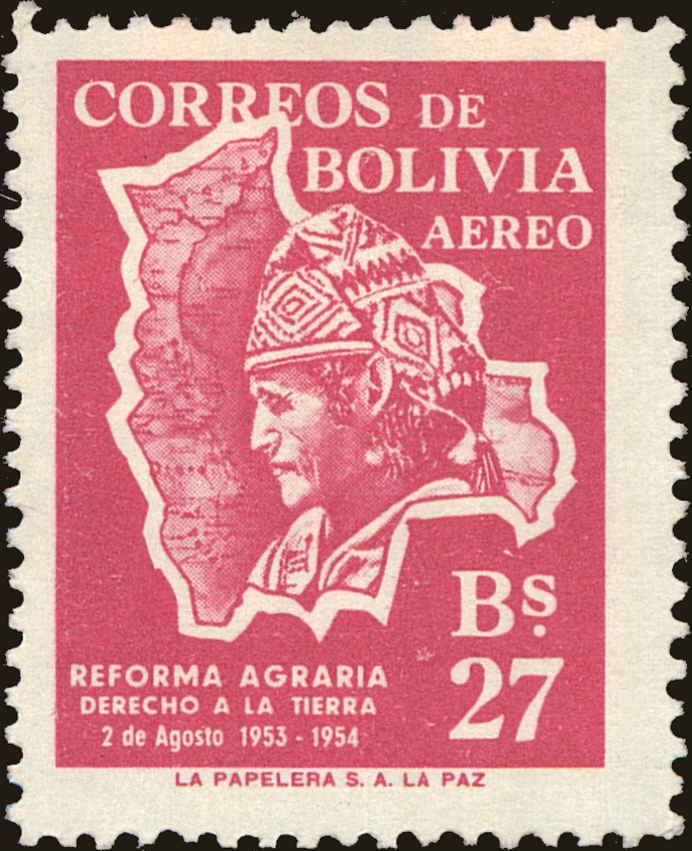 CORREOS DE
BOLIVIA
AEREO
Bs.
27
REFORMA AGRARIA
DERECHO A LA TIERRA
2 de Agosto 1953 - 1954
LA PAPELERA S. A. LA PAZ